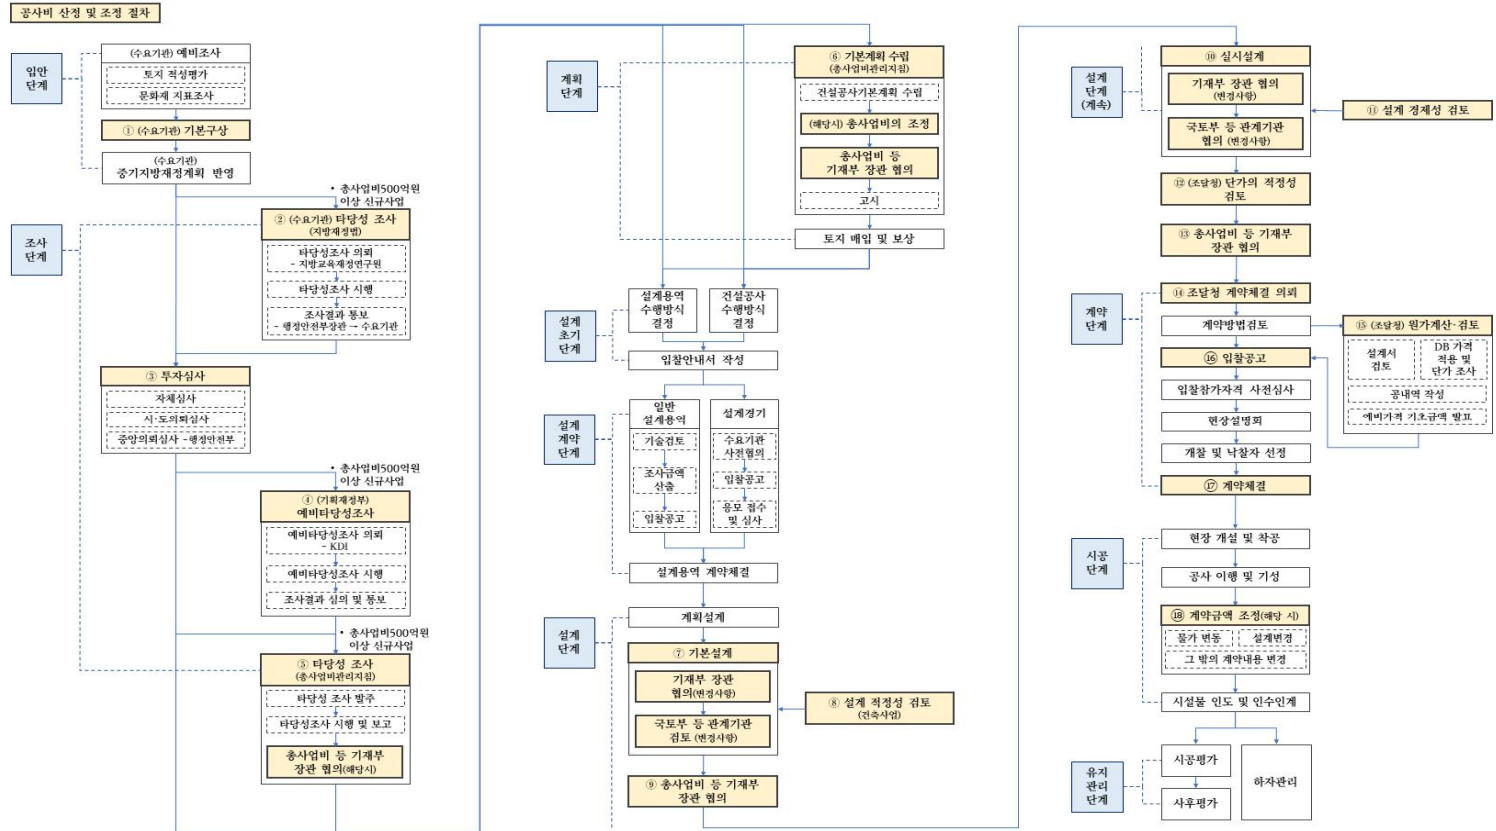 공사비 산정 및 조정 절차
입안
단계
(수요기관) 예비조사
토지 적성평가
문화재 지표조사
① (수요기관) 기본구상
(수요기관)
중기지방재정계획 반영
• 총사업비500억원
이상 신규사업
조사
단계
② (수요기관) 타당성 조사
(지방재정법)
타당성조사 의뢰
- 지방교육재정연구원
타당성조사 시행
조사결과 통보
- 행정안전부장관 → 수요기관
③ 투자심사
자체심사
시·도의뢰심사
중앙의뢰심사 - 행정안전부
• 총사업비500억원
이상 신규사업
④ (기획재정부)
예비타당성조사
예비타당성조사 의뢰
- KDI
예비타당성조사 시행
조사결과 심의 및 통보
• 총사업비500억원
이상 신규사업
⑤ 타당성 조사
(총사업비관리지침)
타당성 조사 발주
타당성조사 시행 및 보고
총사업비 등 기재부
장관 협의(해당시)
계획
단계
⑥ 기본계획 수립
(총사업비관리지침)
건설공사기본계획 수립
(해당시) 총사업비의 조정
총사업비 등
기재부 장관 협의
고시
토지 매입 및 보상
설계
초기
단계
설계용역
수행방식
결정
건설공사
수행방식
결정
입찰안내서 작성
설계
계약
단계
일반
설계용역
기술검토
조사금액
산출
입찰공고
설계경기
수요기관
사전협의
입찰공고
응모 접수
및 심사
설계용역 계약체결
설계
단계
계획설계
⑦ 기본설계
기재부 장관
협의(변경사항)
국토부 등 관계기관
검토 (변경사항)
⑧ 설계 적정성 검토
(건축사업)
⑨ 총사업비 등 기재부
장관 협의
설계
단계
(계속)
⑩ 실시설계
기재부 장관 협의
(변경사항)
국토부 등 관계기관
협의 (변경사항)
⑪ 설계 경제성 검토
⑫ (조달청) 단가의 적정성
검토
⑬ 총사업비 등 기재부
장관 협의
계약
단계
⑭ 조달청 계약체결 의뢰
계약방법검토
⑮ (조달청) 원가계산·검토
설계서
검토
DB 가격
적용 및
단가 조사
공내역 작성
예비가격 기초금액 발표
⑯ 입찰공고
입찰참가자격 사전심사
현장설명회
개찰 및 낙찰자 선정
⑰ 계약체결
시공
단계
현장 개설 및 착공
공사 이행 및 기성
⑱ 계약금액 조정(해당 시)
물가 변동
설계변경
그 밖의 계약내용 변경
시설물 인도 및 인수인계
유지
관리
단계
시공평가
사후평가
하자관리